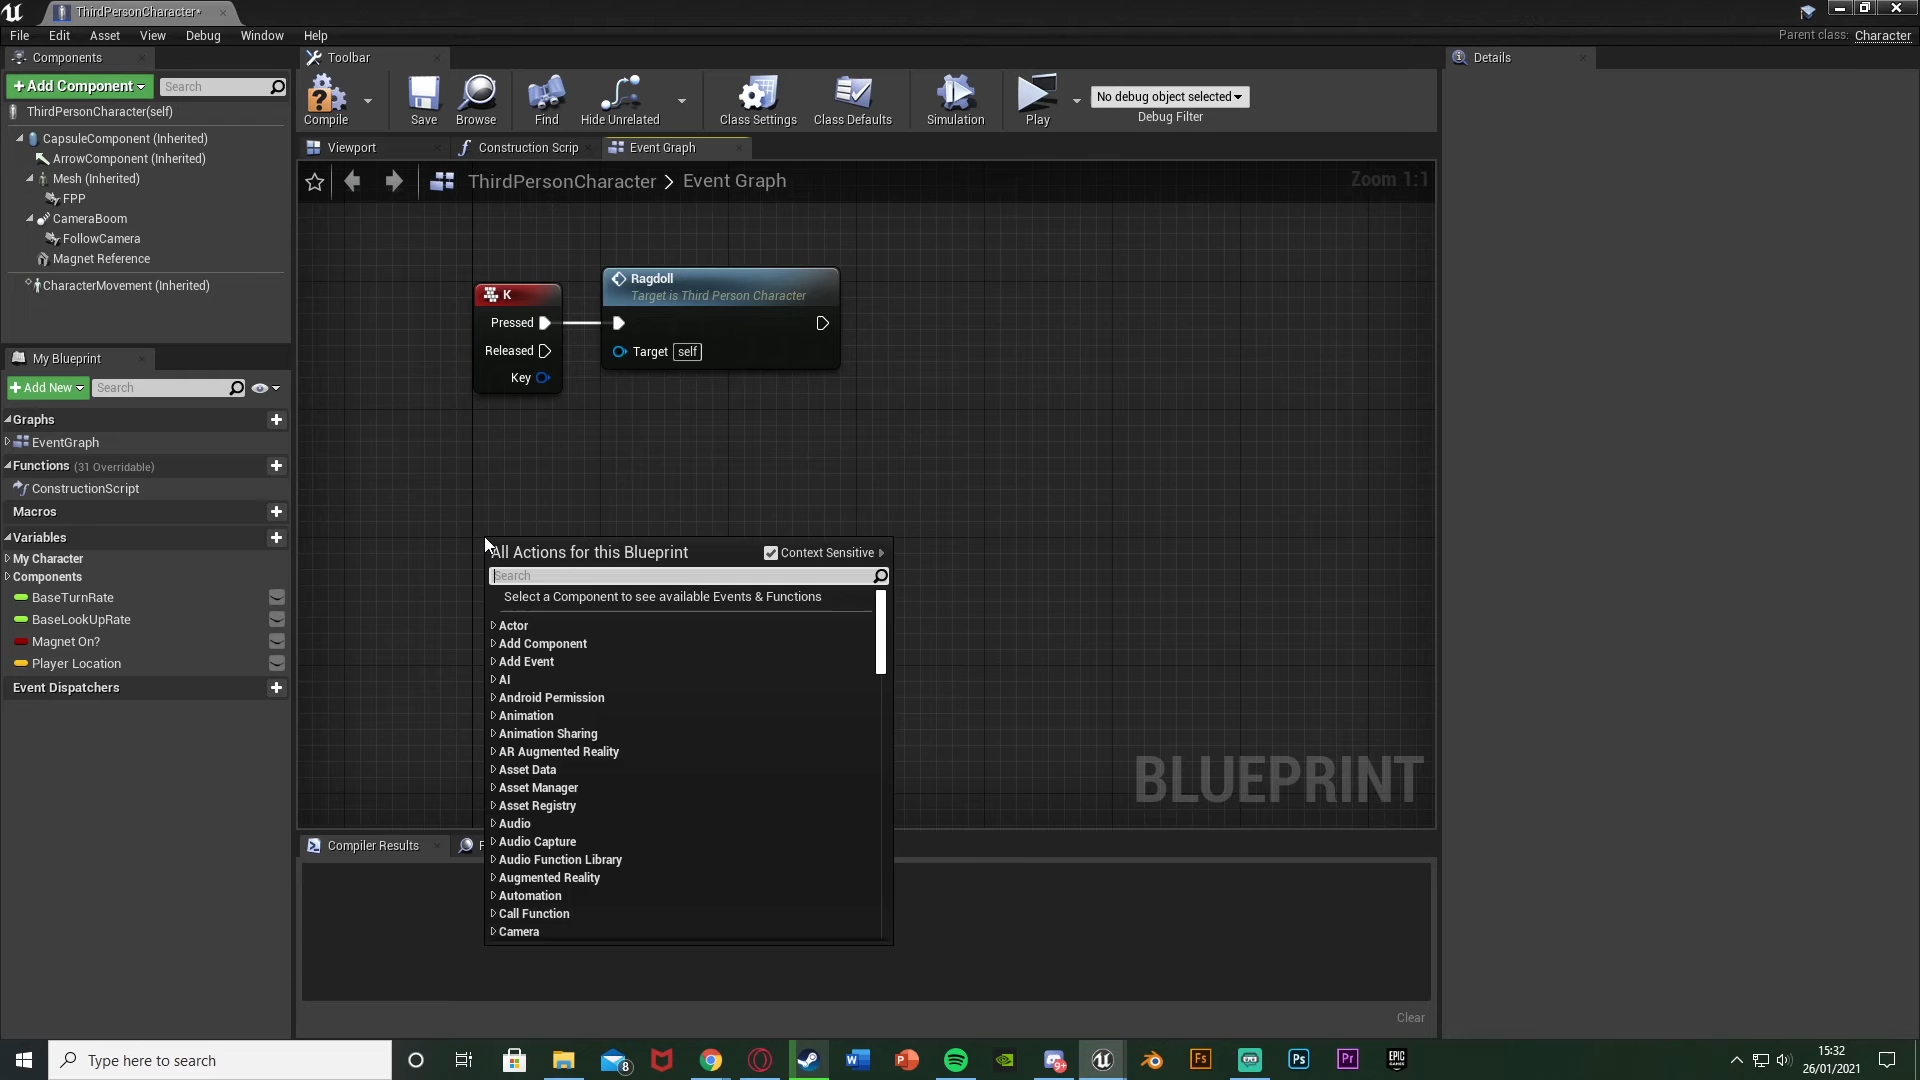 ThirdPersonCharacter*
File Edit Asset View Debug Window Help
Parent class: Character
Components
+Add Component
Search
ThirdPersonCharacter(self)
CapsuleComponent (Inherited)
ArrowComponent (Inherited)
Mesh (Inherited)
FPP
CameraBoom
FollowCamera
Magnet Reference
CharacterMovement (Inherited)
My Blueprint
+Add New
Search
Graphs
EventGraph
Functions (31 Overridable)
ConstructionScript
Macros
Variables
My Character
Components
BaseTurnRate
BaseLookUpRate
Magnet On?
Player Location
Event Dispatchers
Toolbar
Compile
Save
Browse
Find
Hide Unrelated
Class Settings
Class Defaults
Simulation
Play
No debug object selected
Debug Filter
Viewport
Construction Scrip
Event Graph
ThirdPersonCharacter > Event Graph
Zoom 1:1
K
Pressed
Released
Key
Ragdoll
Target is Third Person Character
Target self
All Actions for this Blueprint
Context Sensitive
Search
Select a Component to see available Events & Functions
Actor
Add Component
Add Event
AI
Android Permission
Animation
Animation Sharing
AR Augmented Reality
Asset Data
Asset Manager
Asset Registry
Audio
Audio Capture
Audio Function Library
Augmented Reality
Automation
Call Function
Camera
BLUEPRINT
Compiler Results
F
Clear
Details
Type here to search
8
W
P
9+
Fs
Ps
Pr
EPIC
GAMES
15:32
26/01/2021